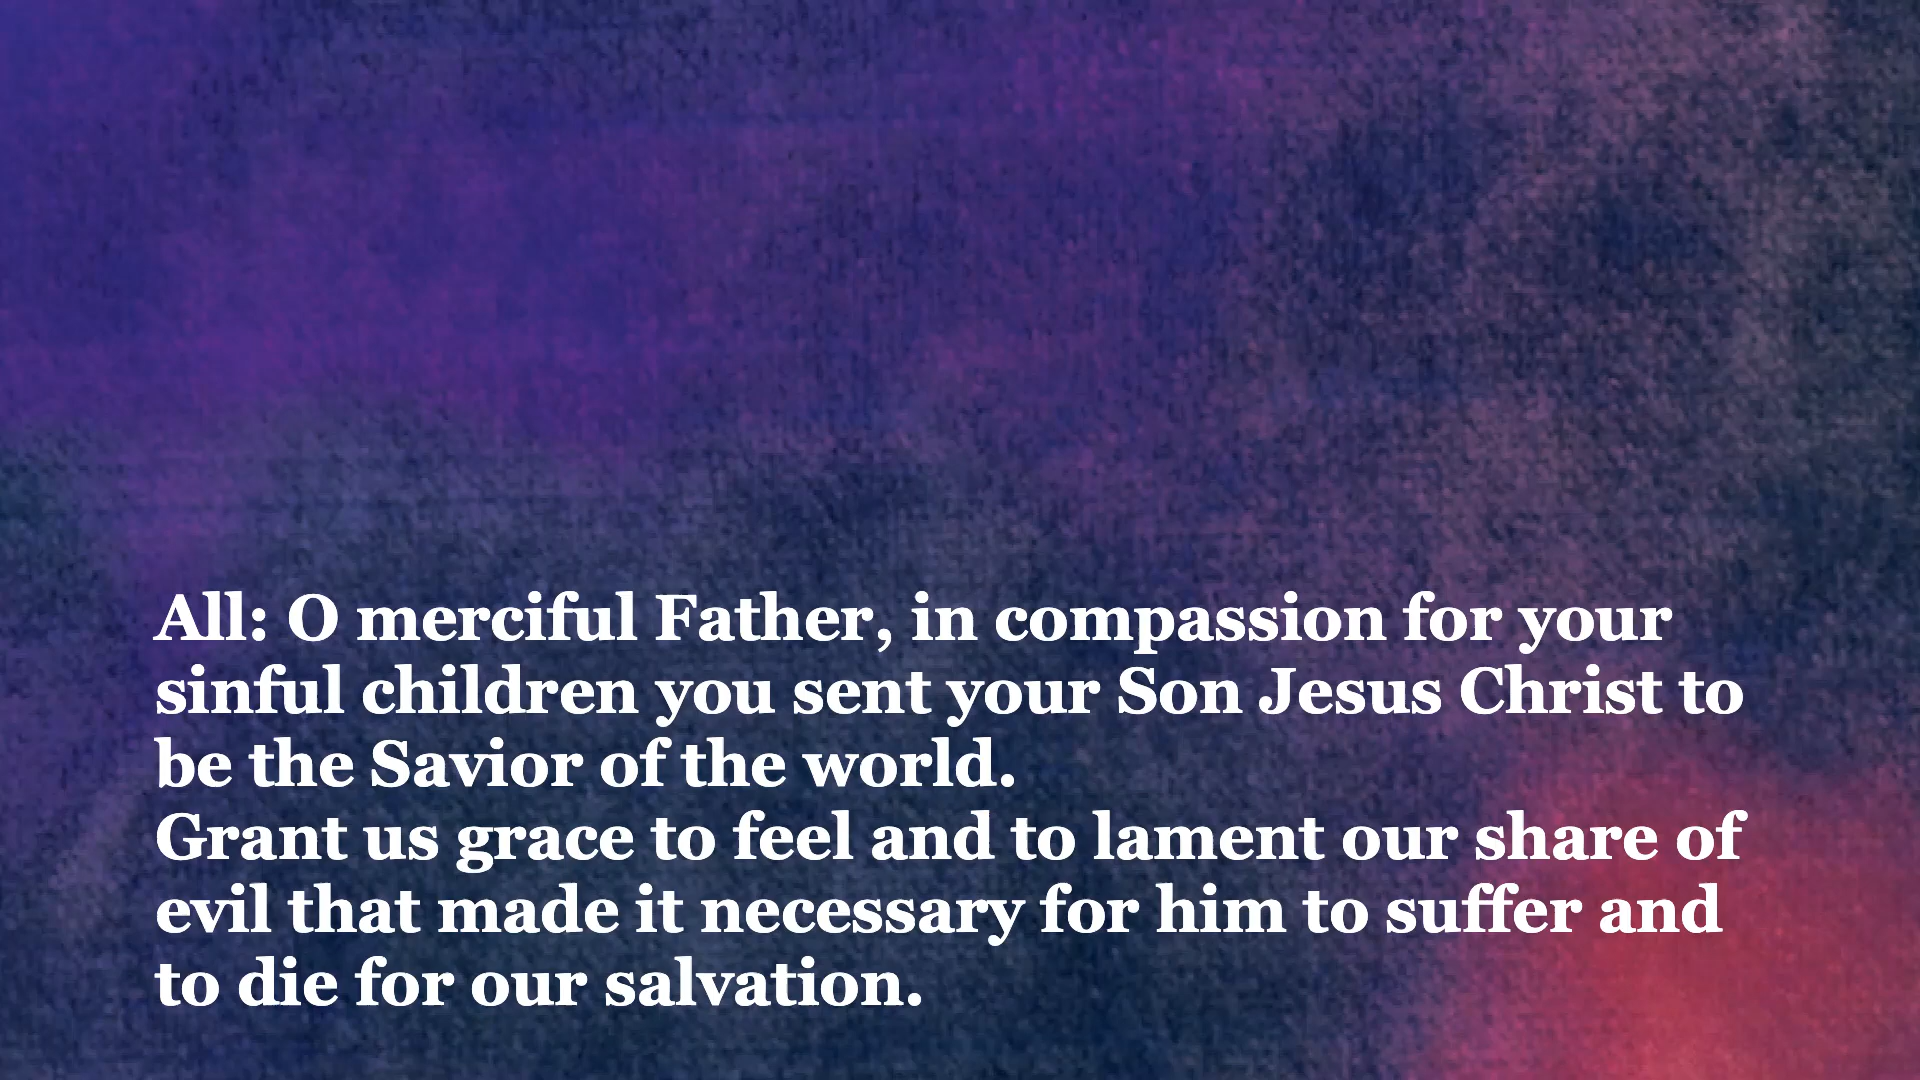 All: O merciful Father, in compassion for your
sinful children you sent your Son Jesus Christ to
be the Savior of the world.
Grant us grace to feel and to lament our share of
evil that made it necessary for him to suffer and
to die for our salvation.